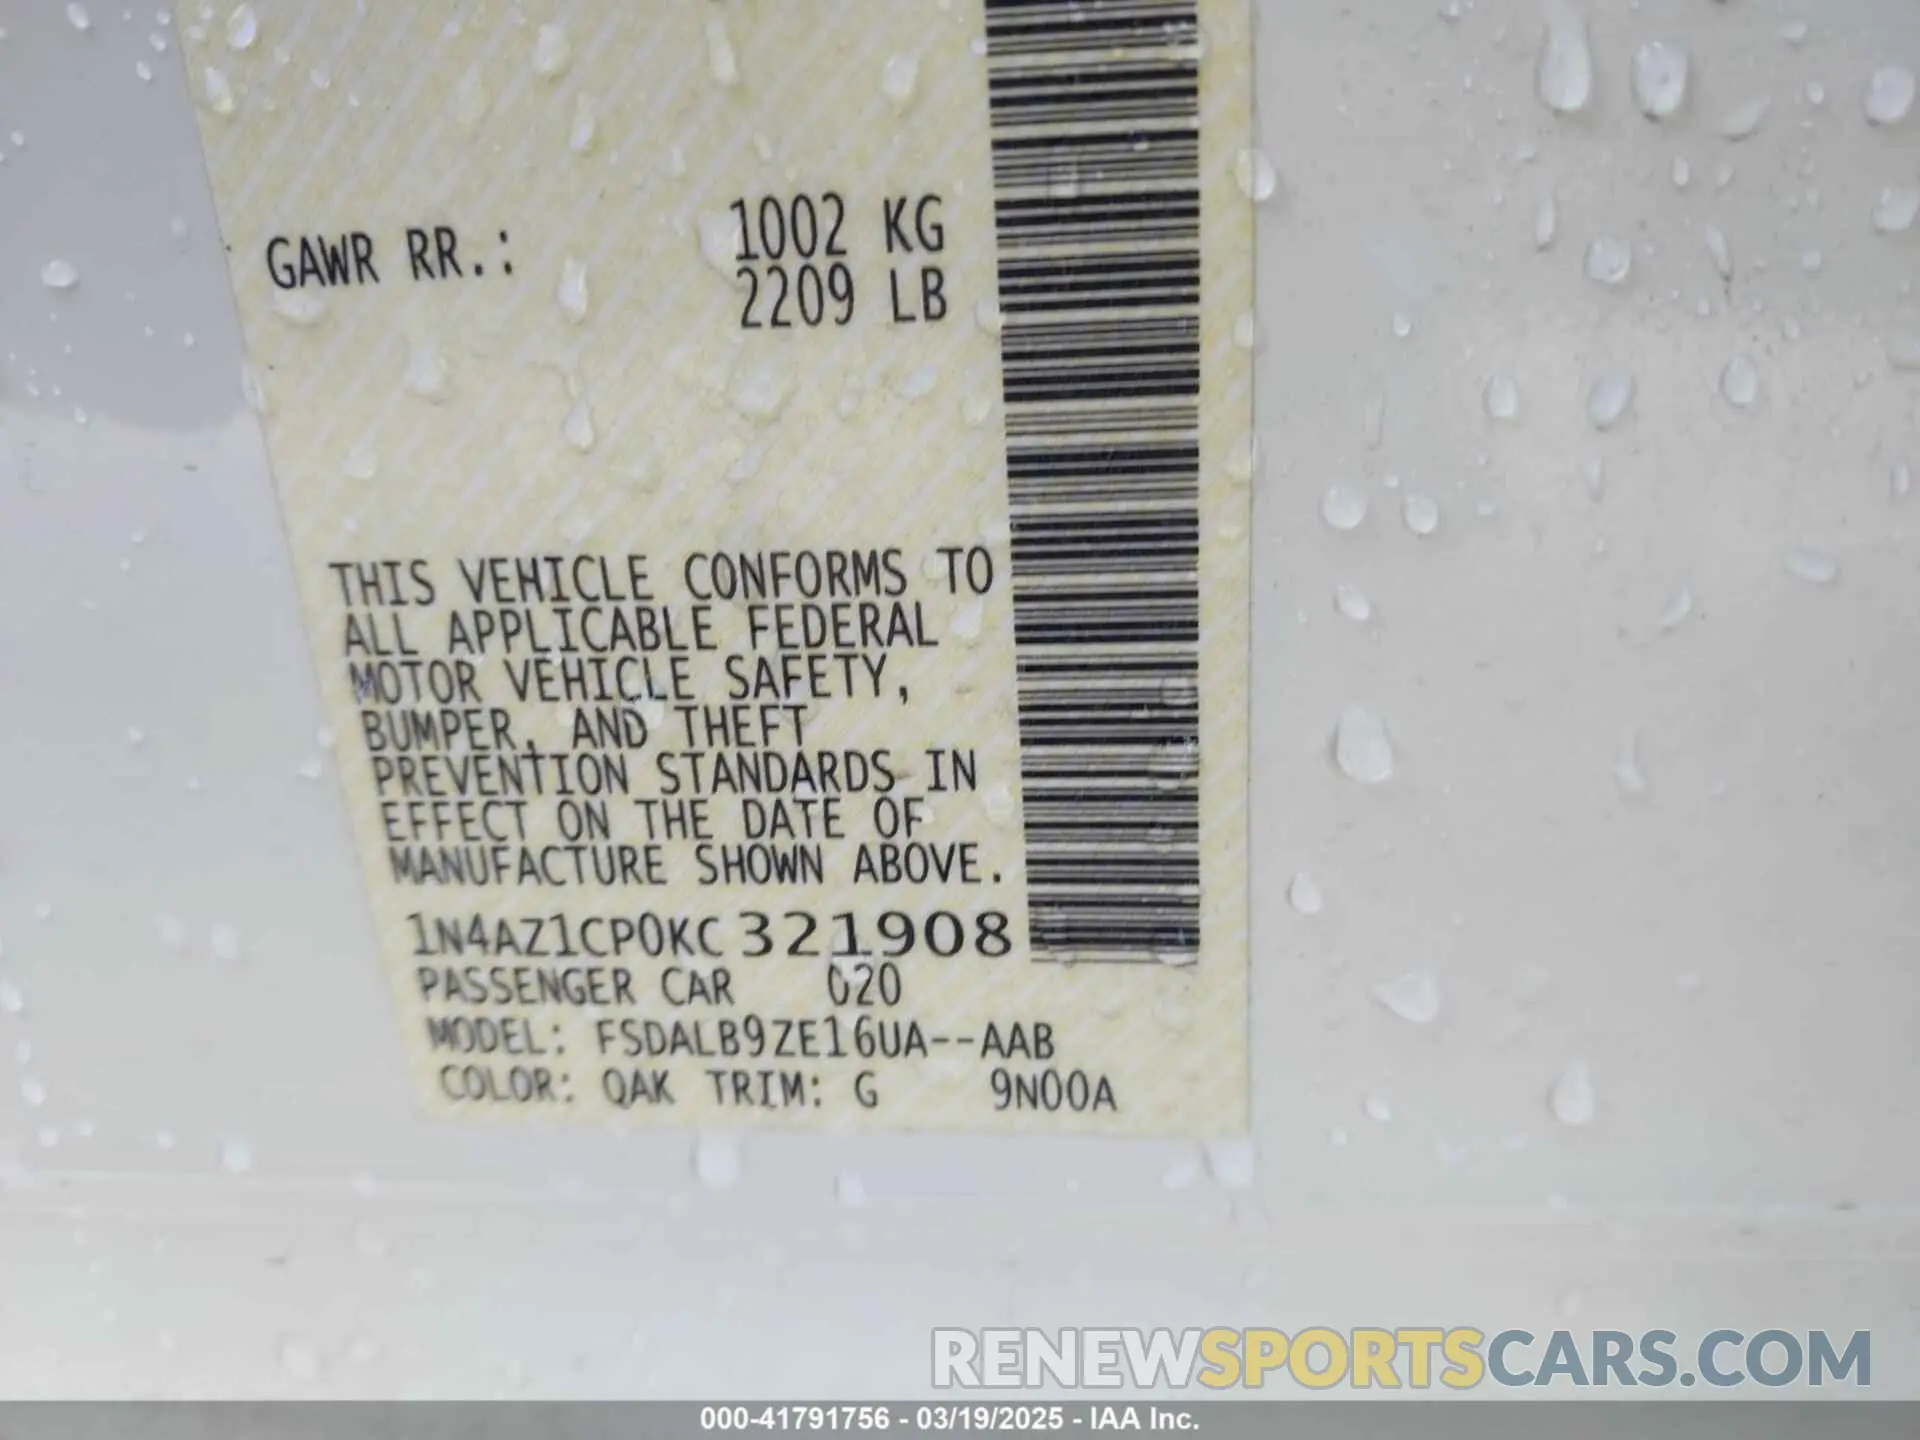 GAWR RR.: 1002 KG
2209 LB
THIS VEHICLE CONFORMS TO
ALL APPLICABLE FEDERAL
MOTOR VEHICLE SAFETY,
BUMPER, AND THEFT
PREVENTION STANDARDS IN
EFFECT ON THE DATE OF
MANUFACTURE SHOWN ABOVE.
1N4AZ1CP0KC321908
PASSENGER CAR 020
MODEL: FSDALB9ZE16UA--AAB
COLOR: QAK TRIM: G 9N00A
RENEWSPORTSCARS.COM
000-41791756 - 03/19/2025 - IAA Inc.